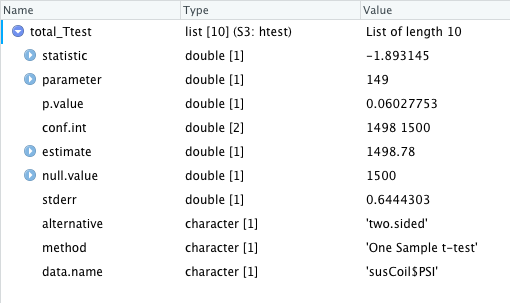 Name Type Value
total_Ttest list [10] (S3: htest) List of length 10
statistic double [1] -1.893145
parameter double [1] 149
p.value double [1] 0.06027753
conf.int double [2] 1498 1500
estimate double [1] 1498.78
null.value double [1] 1500
stderr double [1] 0.6444303
alternative character [1] 'two.sided'
method character [1] 'One Sample t-test'
data.name character [1] 'susCoil$PSI'